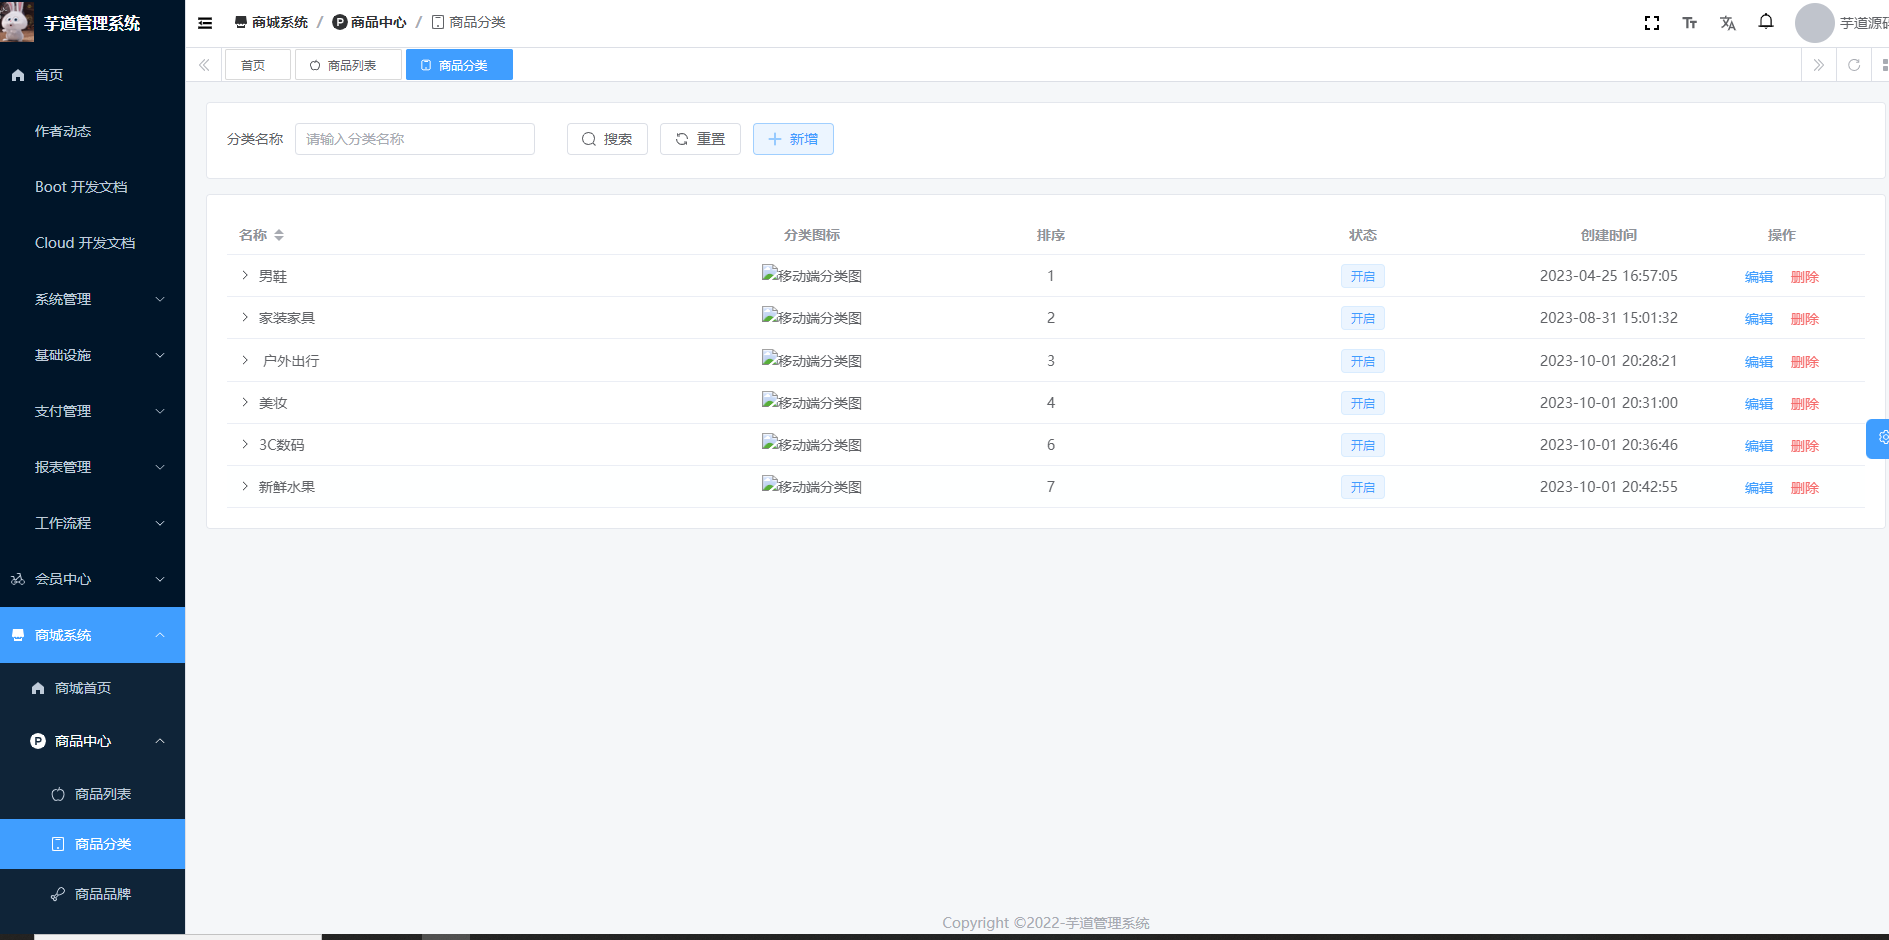 芋道管理系统
首页
作者动态
Boot 开发文档
Cloud 开发文档
系统管理
基础设施
支付管理
报表管理
工作流程
会员中心
商城系统
商城首页
商品中心
商品列表
商品分类
商品品牌
商城系统 / 商品中心 / 商品分类
芋道源码
首页 商品列表 商品分类
分类名称 请输入分类名称 搜索 重置 新增
名称 分类图标 排序 状态 创建时间 操作
男鞋 移动端分类图 1 开启 2023-04-25 16:57:05 编辑 删除
家装家具 移动端分类图 2 开启 2023-08-31 15:01:32 编辑 删除
户外出行 移动端分类图 3 开启 2023-10-01 20:28:21 编辑 删除
美妆 移动端分类图 4 开启 2023-10-01 20:31:00 编辑 删除
3C数码 移动端分类图 6 开启 2023-10-01 20:36:46 编辑 删除
新鲜水果 移动端分类图 7 开启 2023-10-01 20:42:55 编辑 删除
Copyright ©2022-芋道管理系统